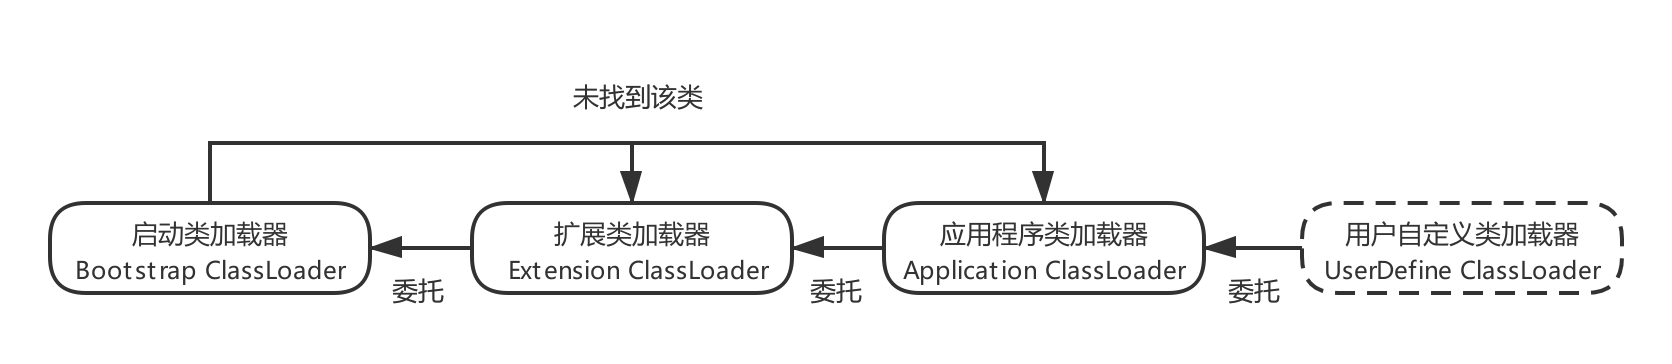 未找到该类
启动类加载器
Bootstrap ClassLoader
扩展类加载器
Extension ClassLoader
应用程序类加载器
Application ClassLoader
用户自定义类加载器
UserDefine ClassLoader
委托
委托
委托